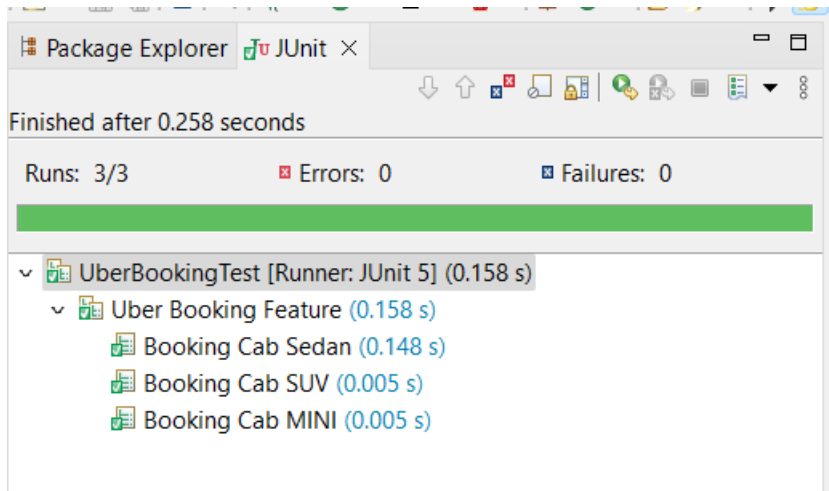 Package Explorer JUnit
Finished after 0.258 seconds
Runs: 3/3 Errors: 0 Failures: 0
UberBookingTest [Runner: JUnit 5] (0.158 s)
Uber Booking Feature (0.158 s)
Booking Cab Sedan (0.148 s)
Booking Cab SUV (0.005 s)
Booking Cab MINI (0.005 s)